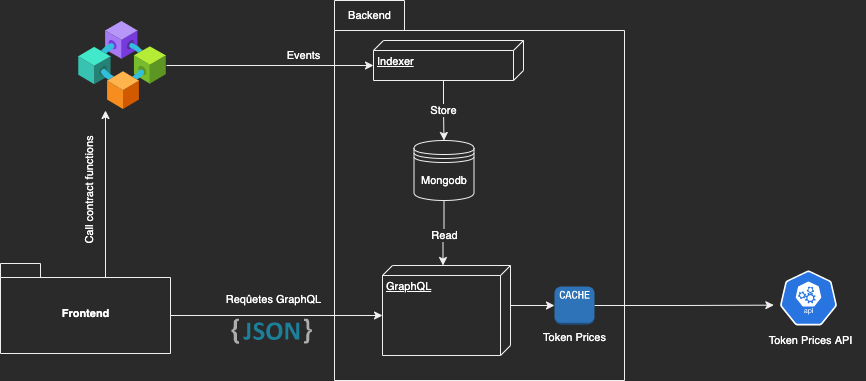 Backend
Events
Indexer
Store
Call contract functions
Mongodb
Read
Frontend
Reqûetes GraphQL
{JSON}
GraphQL
CACHE
Token Prices
api
Token Prices API